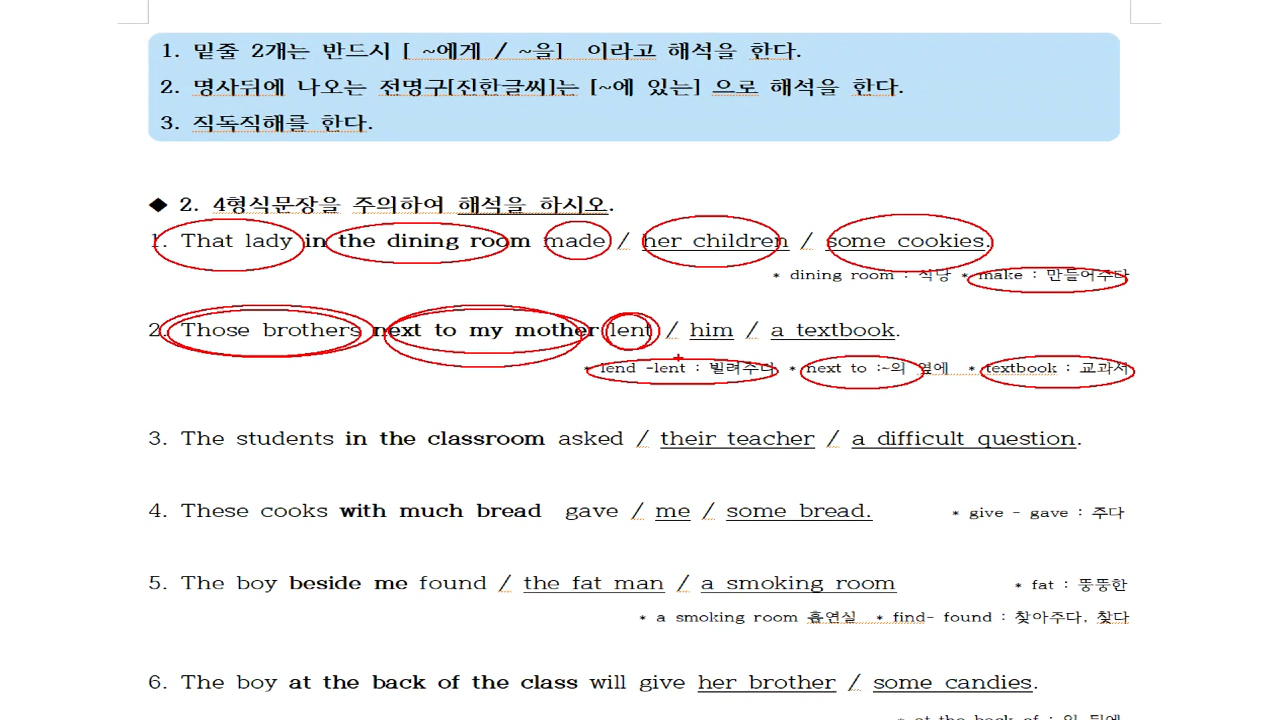 1. 밑줄 2개는 반드시 [ ~에게 / ~을] 이라고 해석을 한다.
2. 명사뒤에 나오는 전명구[진한글씨]는 [~에 있는] 으로 해석을 한다.
3. 직독직해를 한다.
◆ 2. 4형식문장을 주의하여 해석을 하시오.
1. That lady in the dining room made / her children / some cookies.
* dining room : 식당 * make : 만들어주다
2. Those brothers next to my mother lent / him / a textbook.
* lend -lent : 빌려주다 * next to :~의 옆에 * textbook : 교과서
3. The students in the classroom asked / their teacher / a difficult question.
4. These cooks with much bread gave / me / some bread.
* give - gave : 주다
5. The boy beside me found / the fat man / a smoking room
* fat : 뚱뚱한
* a smoking room 흡연실 * find- found : 찾아주다, 찾다
6. The boy at the back of the class will give her brother / some candies.
* at the back of : 의 뒤에